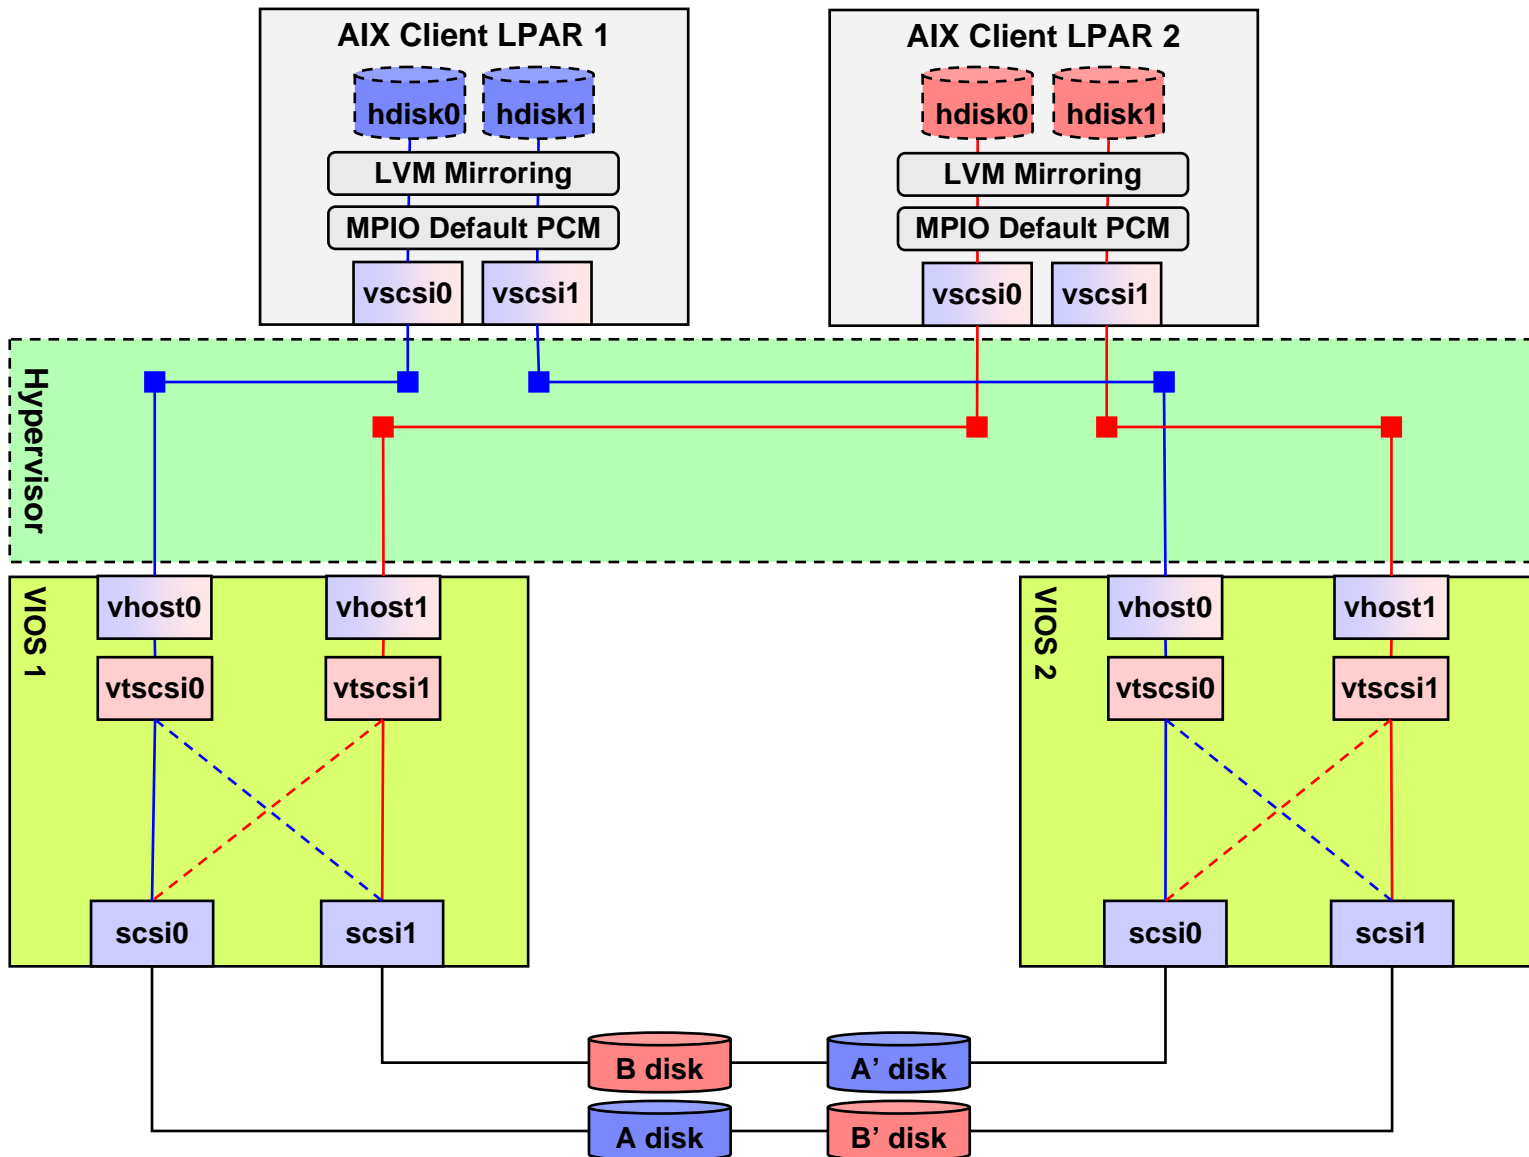 AIX Client LPAR 1
AIX Client LPAR 2
hdisk0
hdisk1
hdisk0
hdisk1
LVM Mirroring
LVM Mirroring
MPIO Default PCM
MPIO Default PCM
vscsi0
vscsi1
vscsi0
vscsi1
Hypervisor
VIOS 1
vhost0
vhost1
VIOS 2
vhost0
vhost1
vtscsi0
vtscsi1
vtscsi0
vtscsi1
scsi0
scsi1
scsi0
scsi1
B disk
A’ disk
A disk
B’ disk